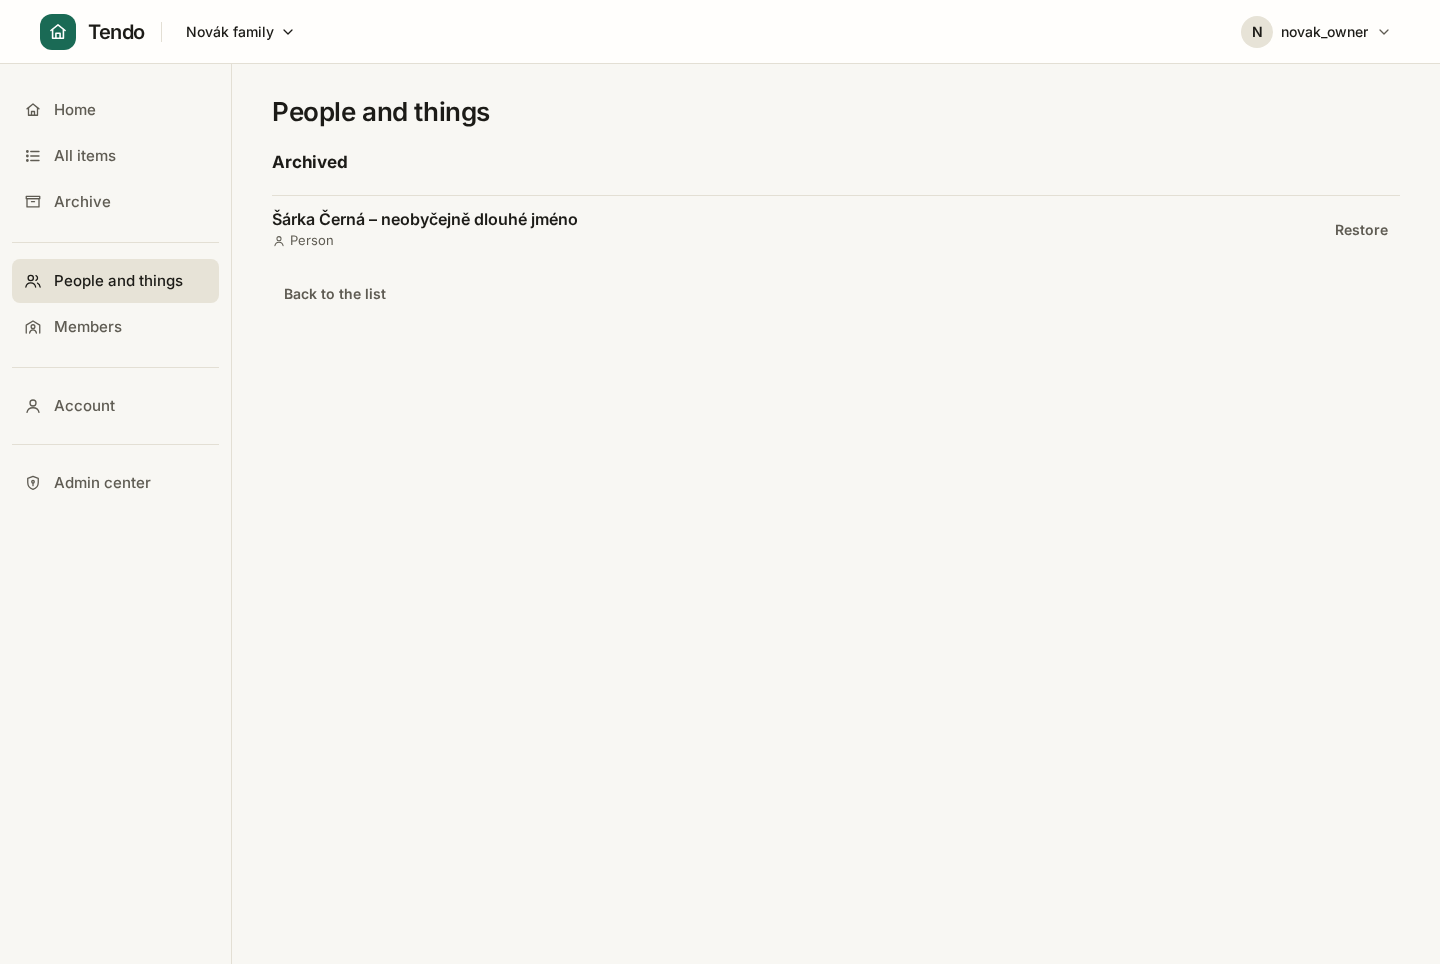 Tendo
Novák family
N
novak_owner
Home
All items
Archive
People and things
Members
Account
Admin center
People and things
Archived
Šárka Černá – neobyčejně dlouhé jméno
Person
Restore
Back to the list